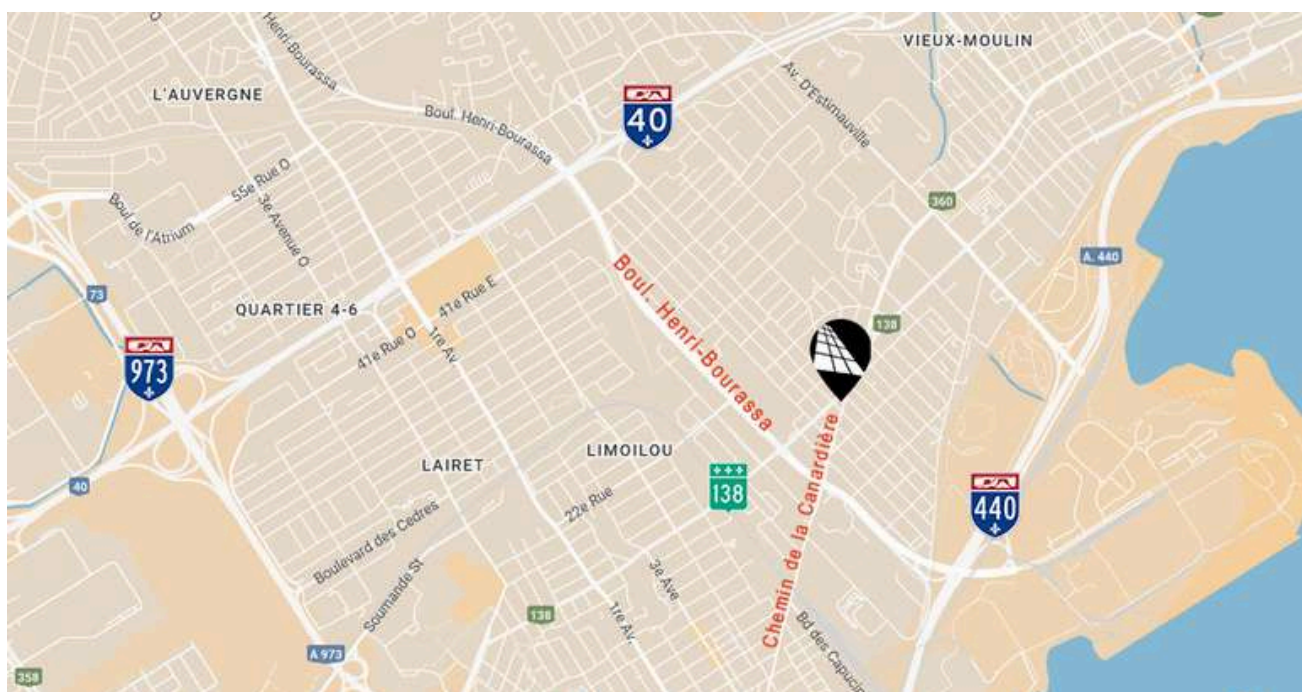 VIEUX-MOULIN
Henri-Bourassa
L'AUVERGNE
40
Av. D'Estimauville
Boul. Henri-Bourassa
55e Rue O
3e Avenue O
360
Boul de l'Atrium
A. 440
Boul. Henri-Bourassa
73
QUARTIER 4-6
41e Rue E
41e Rue O
1re Av.
138
973
LIMOILOU
LAIRET
Chemin de la Canardière
138
40
440
22e Rue
Boulevard des Cedres
Soumande St
3e Ave
138
1re Av.
Bd des Capucin
A 973
358